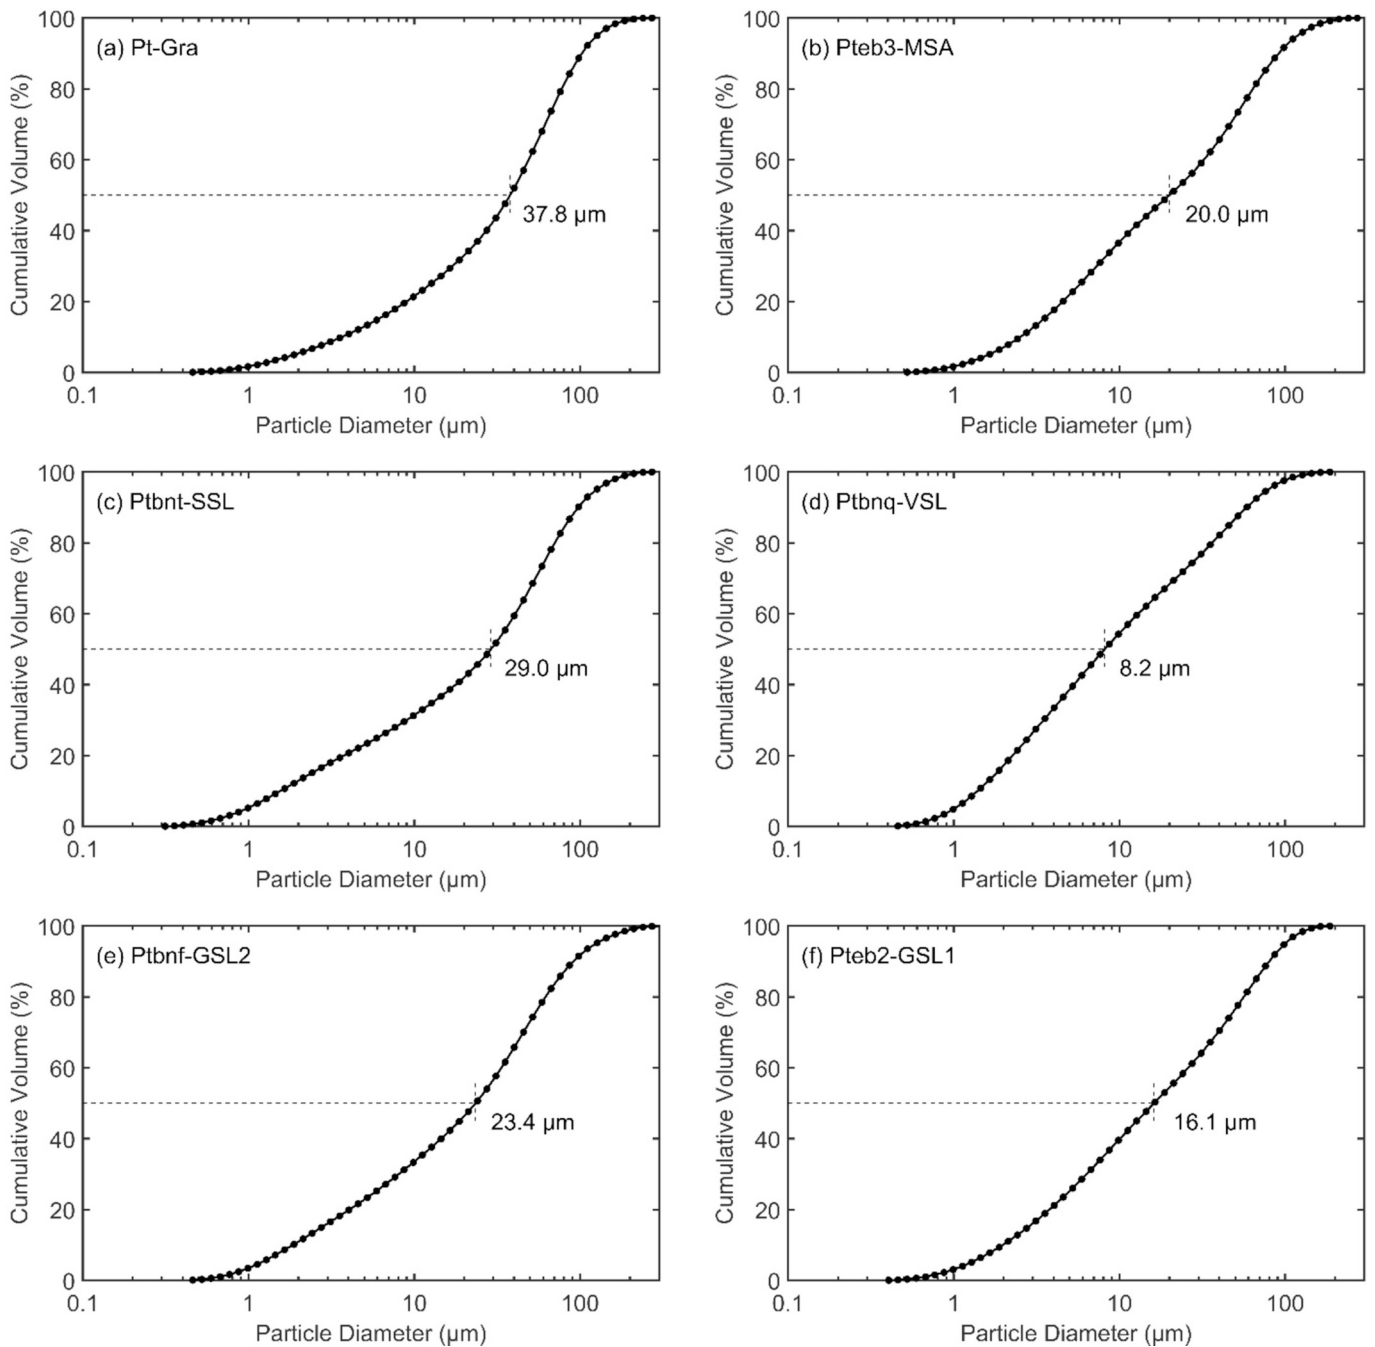 (a) Pt-Gra
Cumulative Volume (%)
100
80
60
40
20
0
37.8 µm
0.1 1 10 100
Particle Diameter (µm)
(b) Pteb3-MSA
Cumulative Volume (%)
100
80
60
40
20
0
20.0 µm
0.1 1 10 100
Particle Diameter (µm)
(c) Ptbnt-SSL
Cumulative Volume (%)
100
80
60
40
20
0
29.0 µm
0.1 1 10 100
Particle Diameter (µm)
(d) Ptbnq-VSL
Cumulative Volume (%)
100
80
60
40
20
0
8.2 µm
0.1 1 10 100
Particle Diameter (µm)
(e) Ptbnf-GSL2
Cumulative Volume (%)
100
80
60
40
20
0
23.4 µm
0.1 1 10 100
Particle Diameter (µm)
(f) Pteb2-GSL1
Cumulative Volume (%)
100
80
60
40
20
0
16.1 µm
0.1 1 10 100
Particle Diameter (µm)